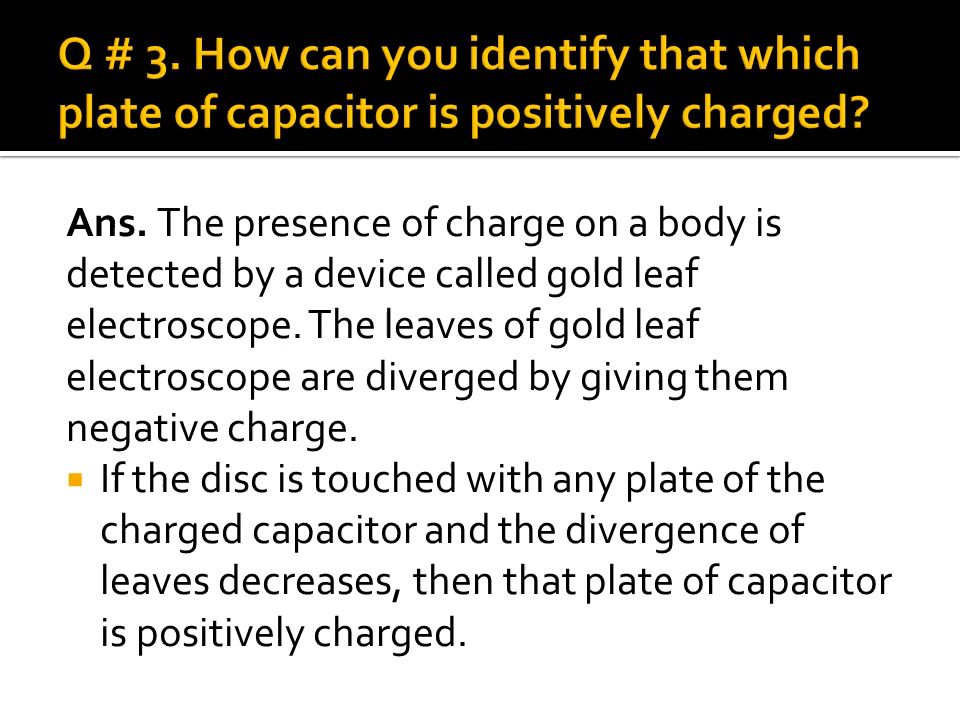 Q # 3. How can you identify that which
plate of capacitor is positively charged?
Ans. The presence of charge on a body is
detected by a device called gold leaf
electroscope. The leaves of gold leaf
electroscope are diverged by giving them
negative charge.
If the disc is touched with any plate of the
charged capacitor and the divergence of
leaves decreases, then that plate of capacitor
is positively charged.